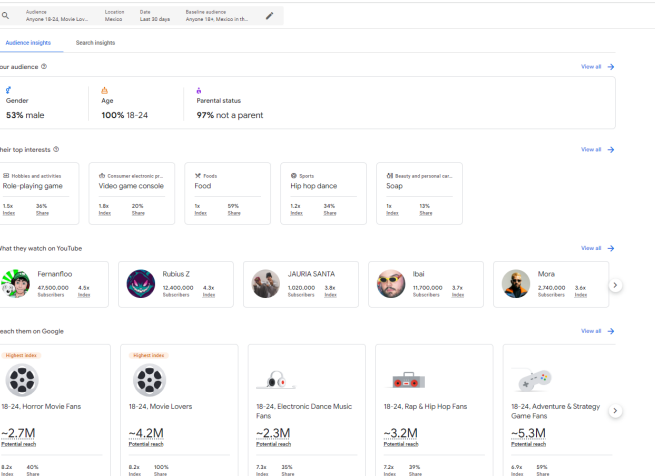 Audience
Location
Date
Baseline audience
Anyone 18-24, Movie Lov...
Mexico
Last 30 days
Anyone 18+, Mexico in th...
Audience insights
Search insights
our audience
View all
Gender
53% male
Age
100% 18-24
Parental status
97% not a parent
heir top interests
View all
Hobbies and activities
Role-playing game
1.5x
36%
Index
Share
Consumer electronic pr...
Video game console
1.8x
20%
Index
Share
Foods
Food
1x
59%
Index
Share
Sports
Hip hop dance
1.2x
34%
Index
Share
Beauty and personal car...
Soap
1x
13%
Index
Share
What they watch on YouTube
View all
Fernanfloo
47,500,000
4.5x
Subscribers
Index
Rubius Z
12,400,000
4.3x
Subscribers
Index
JAURIA SANTA
1,020,000
3.8x
Subscribers
Index
Ibai
11,700,000
3.7x
Subscribers
Index
Mora
2,740,000
3.6x
Subscribers
Index
each them on Google
View all
Highest index
18-24, Horror Movie Fans
~2.7M
Potential reach
8.2x
40%
Index
Share
Highest index
18-24, Movie Lovers
~4.2M
Potential reach
8.2x
100%
Index
Share
18-24, Electronic Dance Music
Fans
~2.3M
Potential reach
7.3x
35%
Index
Share
18-24, Rap & Hip Hop Fans
~3.2M
Potential reach
7.2x
39%
Index
Share
18-24, Adventure & Strategy
Game Fans
~5.3M
Potential reach
6.9x
59%
Index
Share